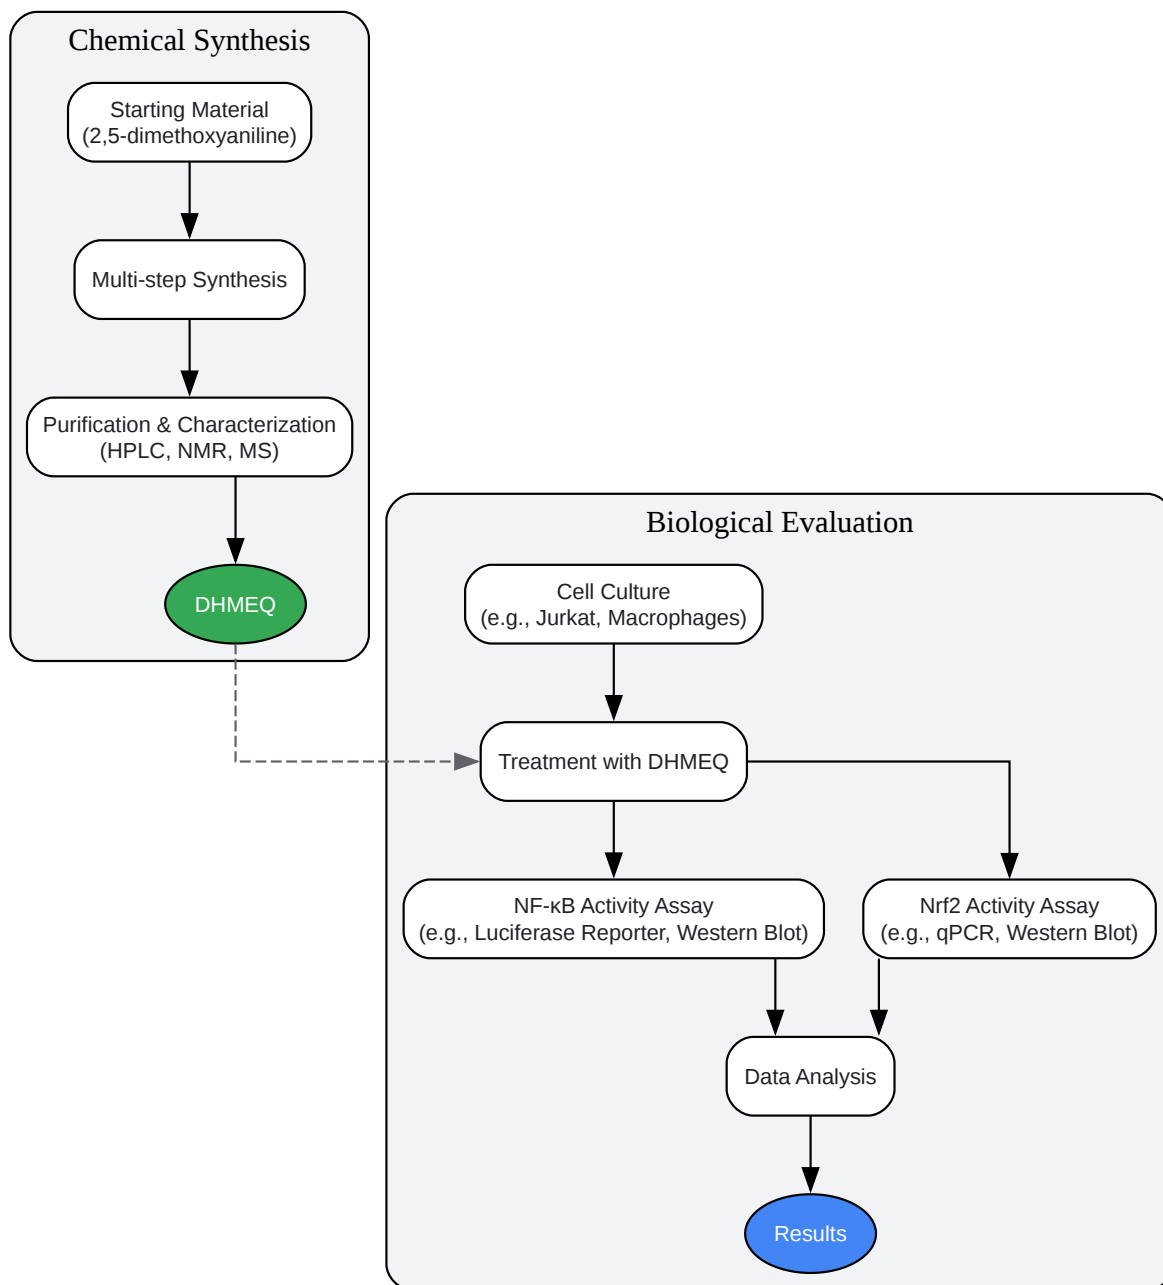 Chemical Synthesis
Starting Material
(2,5-dimethoxyaniline)
Multi-step Synthesis
Purification & Characterization
(HPLC, NMR, MS)
DHMEQ
Biological Evaluation
Cell Culture
(e.g., Jurkat, Macrophages)
Treatment with DHMEQ
NF-κB Activity Assay
(e.g., Luciferase Reporter, Western Blot)
Nrf2 Activity Assay
(e.g., qPCR, Western Blot)
Data Analysis
Results